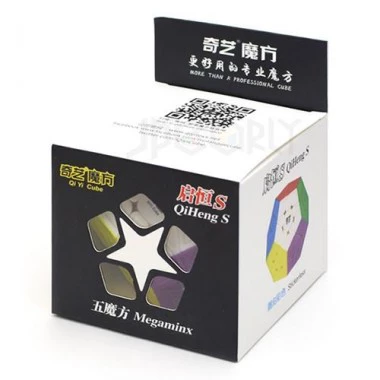 奇艺魔方
更好用的专业魔方
MORE THAN A PROFESSIONAL CUBE
奇艺魔方
Qi Yi Cube
启恒S
QiHeng S
五魔方 Megaminx
启恒S
QiHeng S
Stickerless